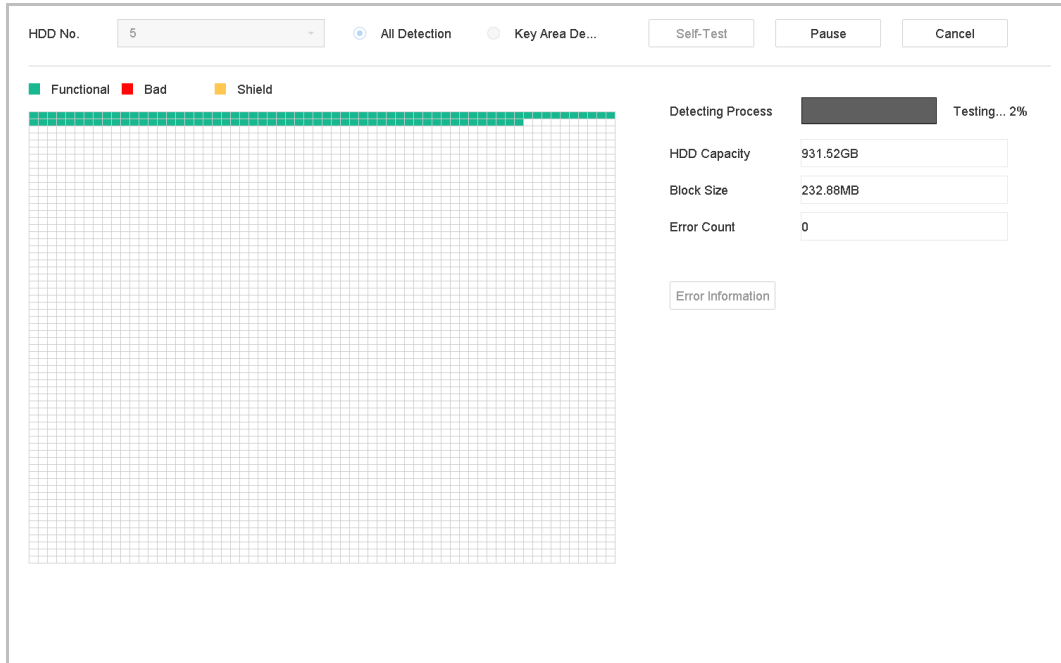 HDD No. 5 All Detection Key Area De... Self-Test Pause Cancel
Functional Bad Shield
Detecting Process Testing... 2%
HDD Capacity 931.52GB
Block Size 232.88MB
Error Count 0
Error Information